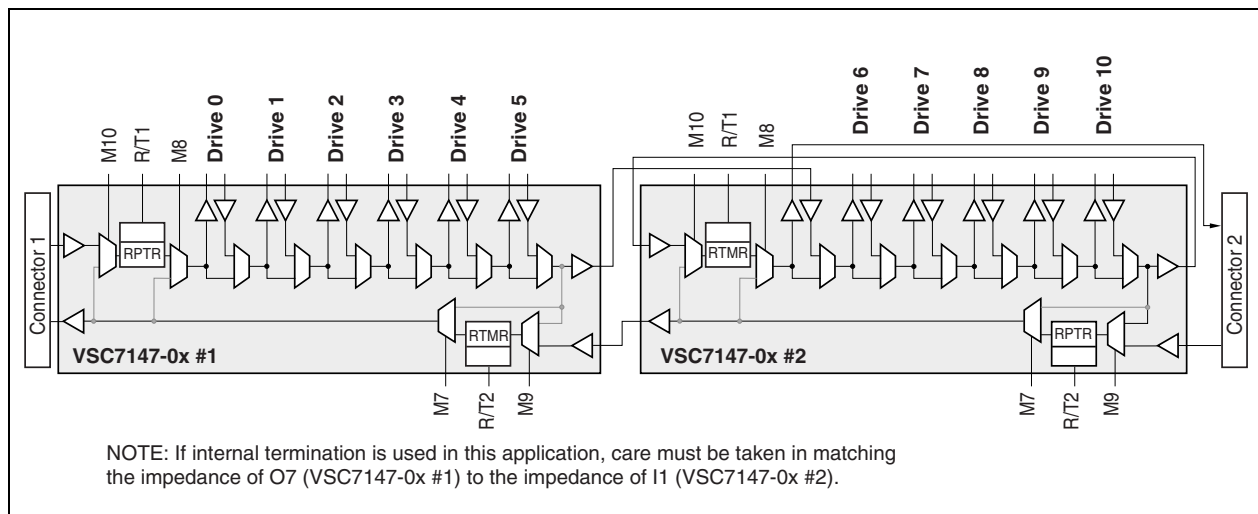 M10
R/T1
M8
Drive 0
Drive 1
Drive 2
Drive 3
Drive 4
Drive 5
M10
R/T1
M8
Drive 6
Drive 7
Drive 8
Drive 9
Drive 10
Connector 1
RPTR
RTMR
VSC7147-0x #1
M7
R/T2
M9
RTMR
RPTR
VSC7147-0x #2
M7
R/T2
M9
Connector 2
NOTE: If internal termination is used in this application, care must be taken in matching
the impedance of O7 (VSC7147-0x #1) to the impedance of I1 (VSC7147-0x #2).